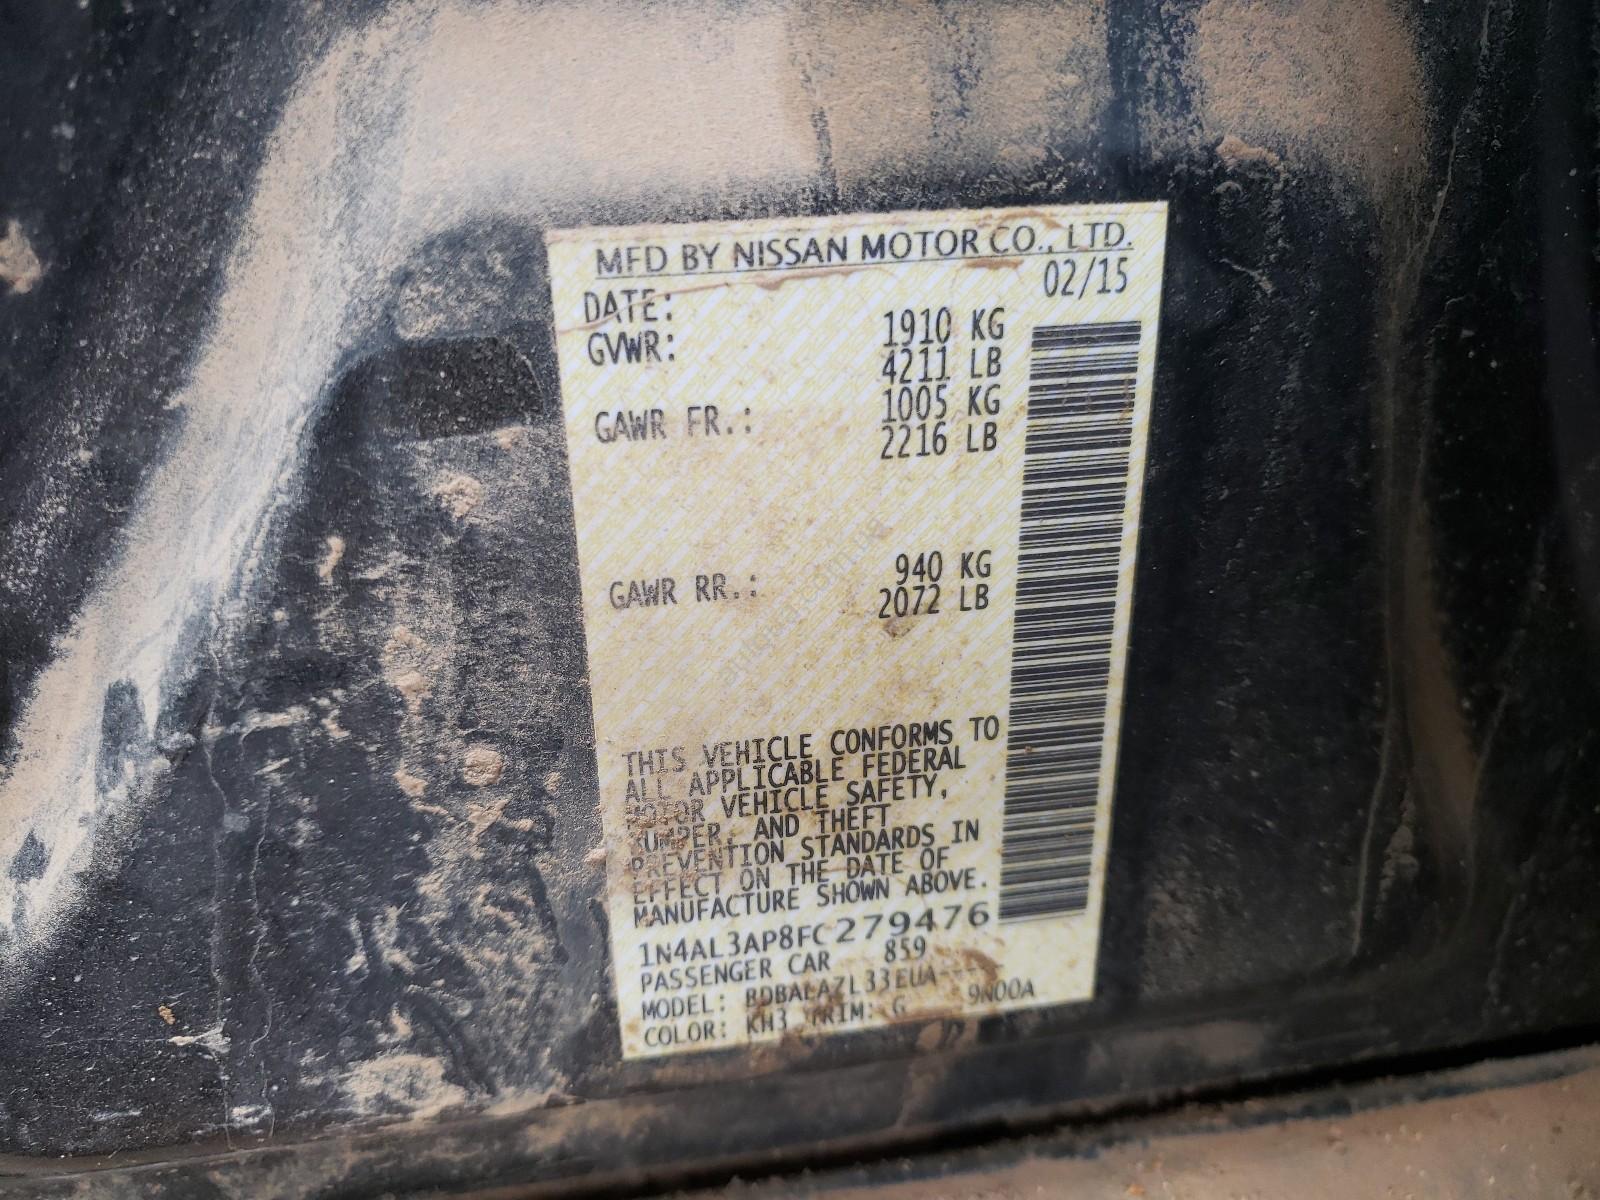 MFD BY NISSAN MOTOR CO., LTD.
DATE: 02/15
GVWR: 1910 KG
4211 LB
GAWR FR.: 1005 KG
2216 LB
GAWR RR.: 940 KG
2072 LB
THIS VEHICLE CONFORMS TO
ALL APPLICABLE FEDERAL
MOTOR VEHICLE SAFETY,
BUMPER, AND THEFT
PREVENTION STANDARDS IN
EFFECT ON THE DATE OF
MANUFACTURE SHOWN ABOVE.
1N4AL3AP8FC279476
PASSENGER CAR 859
MODEL: BDBALAZL33EUA-----
COLOR: KH3 TRIM: G 9N00A